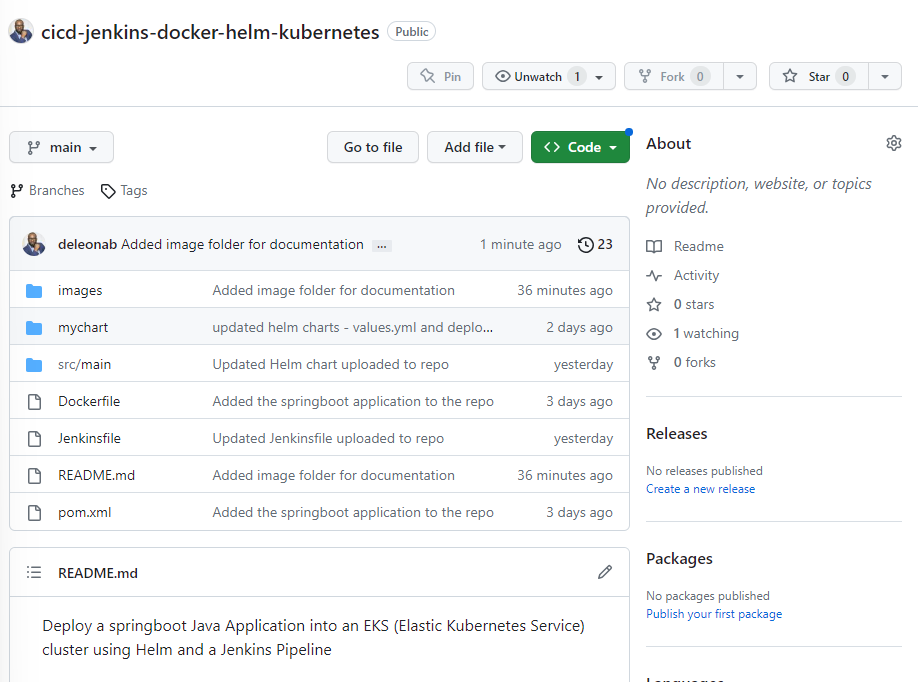 cicd-jenkins-docker-helm-kubernetes Public
Pin Unwatch 1 Fork 0 Star 0
main Go to file Add file Code
Branches Tags
deleonab Added image folder for documentation ... 1 minute ago 23
images Added image folder for documentation 36 minutes ago
mychart updated helm charts - values.yml and deplo... 2 days ago
src/main Updated Helm chart uploaded to repo yesterday
Dockerfile Added the springboot application to the repo 3 days ago
Jenkinsfile Updated Jenkinsfile uploaded to repo yesterday
README.md Added image folder for documentation 36 minutes ago
pom.xml Added the springboot application to the repo 3 days ago
README.md
Deploy a springboot Java Application into an EKS (Elastic Kubernetes Service)
cluster using Helm and a Jenkins Pipeline
About
No description, website, or topics
provided.
Readme
Activity
0 stars
1 watching
0 forks
Releases
No releases published
Create a new release
Packages
No packages published
Publish your first package
Languages